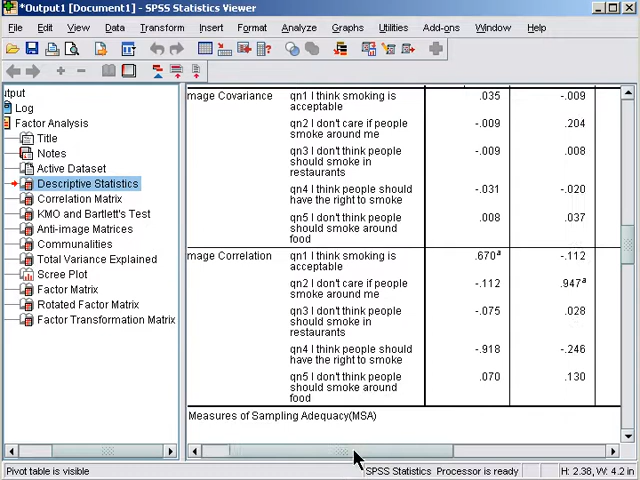 *Output1 [Document1] - SPSS Statistics Viewer
File Edit View Data Transform Insert Format Analyze Graphs Utilities Add-ons Window Help
utput
Log
Factor Analysis
Title
Notes
Active Dataset
Descriptive Statistics
Correlation Matrix
KMO and Bartlett's Test
Anti-image Matrices
Communalities
Total Variance Explained
Scree Plot
Factor Matrix
Rotated Factor Matrix
Factor Transformation Matrix
mage Covariance qn1 I think smoking is .035 -.009
acceptable
qn2 I don't care if people -.009 .204
smoke around me
qn3 I don't think people -.009 .008
should smoke in
restaurants
qn4 I think people should -.031 -.020
have the right to smoke
qn5 I don't think people .008 .037
should smoke around
food
mage Correlation qn1 I think smoking is .670a -.112
acceptable
qn2 I don't care if people -.112 .947a
smoke around me
qn3 I don't think people -.075 .028
should smoke in
restaurants
qn4 I think people should -.918 -.246
have the right to smoke
qn5 I don't think people .070 .130
should smoke around
food
Measures of Sampling Adequacy(MSA)
Pivot table is visible SPSS Statistics Processor is ready H: 2.38, W: 4.2 in